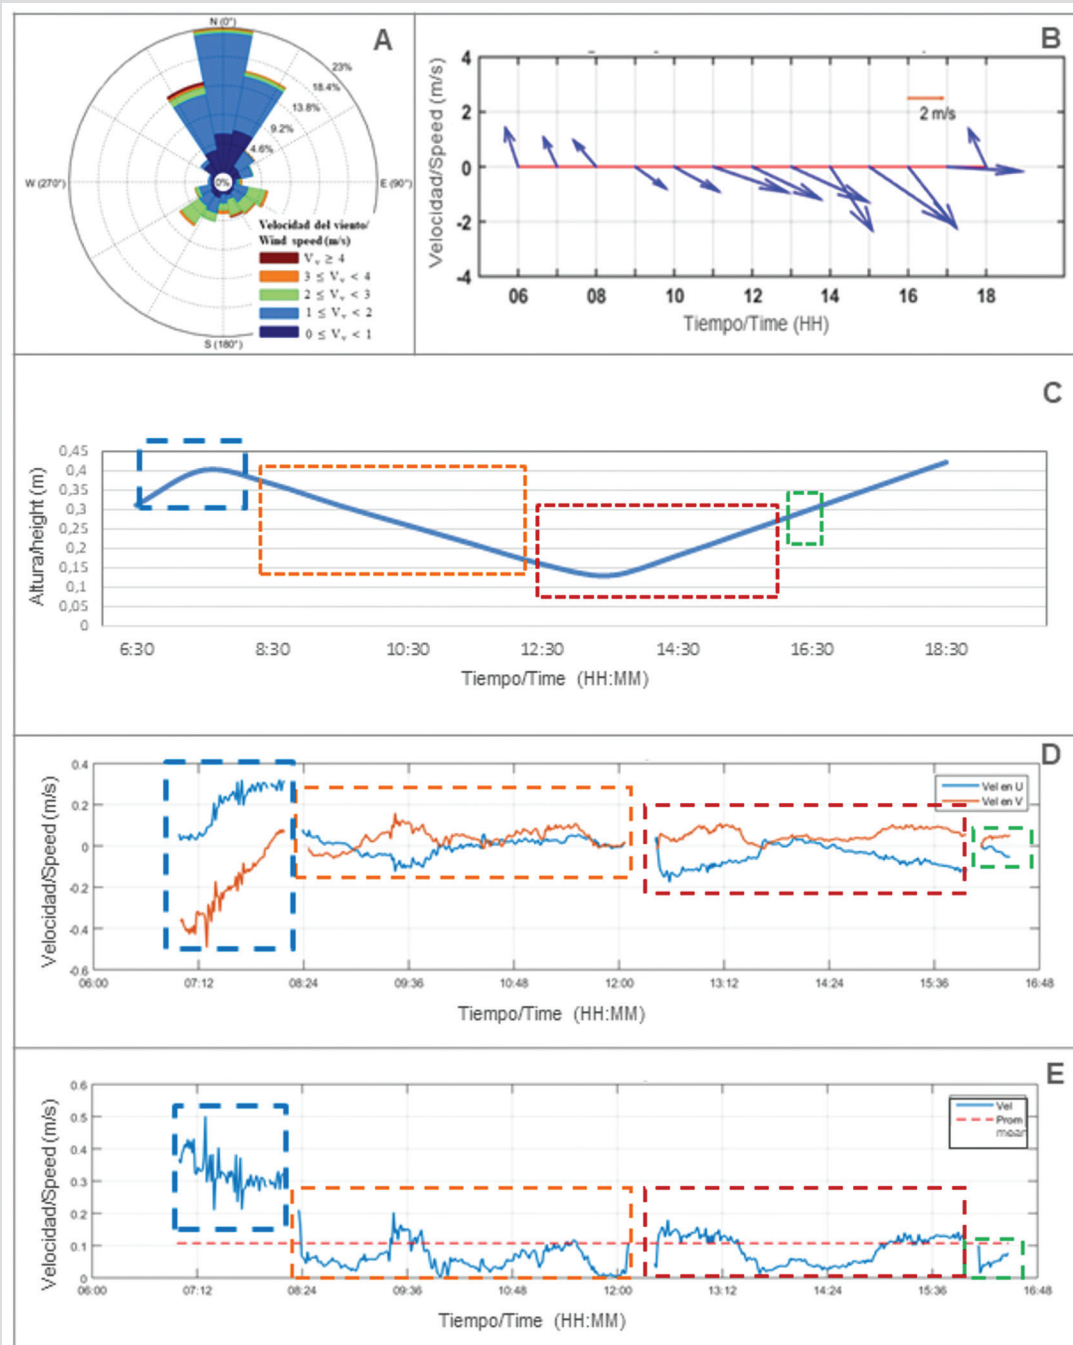 A
N (0°)
23%
18.4%
13.8%
9.2%
4.6%
0%
W (270°)
E (90°)
S (180°)
Velocidad del viento/
Wind speed (m/s)
V_v ≥ 4
3 ≤ V_v < 4
2 ≤ V_v < 3
1 ≤ V_v < 2
0 ≤ V_v < 1
B
Velocidad/Speed (m/s)
4
2
0
-2
-4
2 m/s
06 08 10 12 14 16 18
Tiempo/Time (HH)
C
Altura/height (m)
0,45
0,4
0,35
0,3
0,25
0,2
0,15
0,1
0,05
0
6:30 8:30 10:30 12:30 14:30 16:30 18:30
Tiempo/Time (HH:MM)
D
Velocidad/Speed (m/s)
0.4
0.2
0
-0.2
-0.4
-0.6
Vel en U
Vel en V
06:00 07:12 08:24 09:36 10:48 12:00 13:12 14:24 15:36 16:48
Tiempo/Time (HH:MM)
E
Velocidad/Speed (m/s)
0.6
0.5
0.4
0.3
0.2
0.1
0
Vel
Prom
mean
06:00 07:12 08:24 09:36 10:48 12:00 13:12 14:24 15:36 16:48
Tiempo/Time (HH:MM)